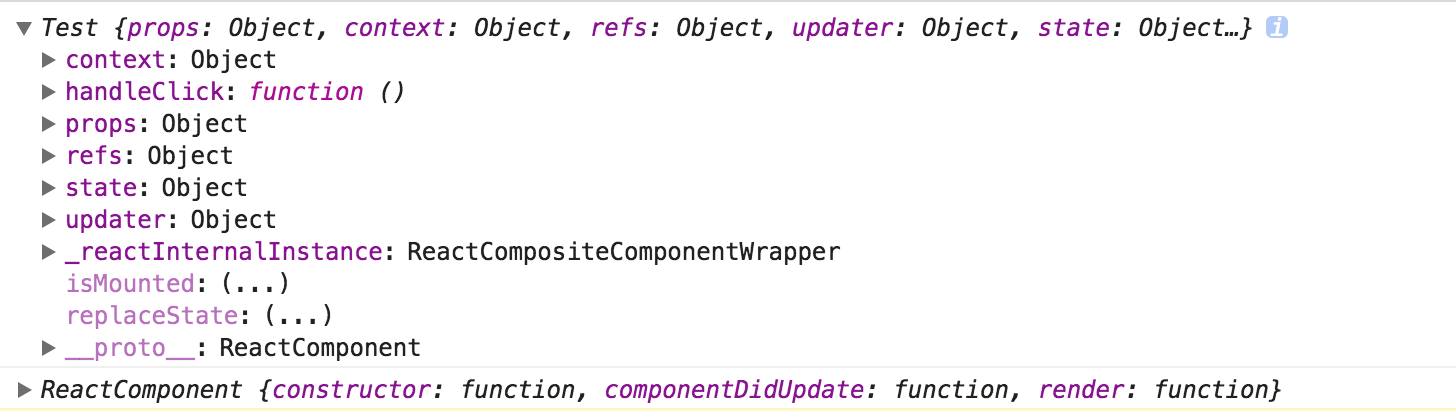 Test {props: Object, context: Object, refs: Object, updater: Object, state: Object…} i
context: Object
handleClick: function ()
props: Object
refs: Object
state: Object
updater: Object
_reactInternalInstance: ReactCompositeComponentWrapper
isMounted: (...)
replaceState: (...)
__proto__: ReactComponent
ReactComponent {constructor: function, componentDidUpdate: function, render: function}